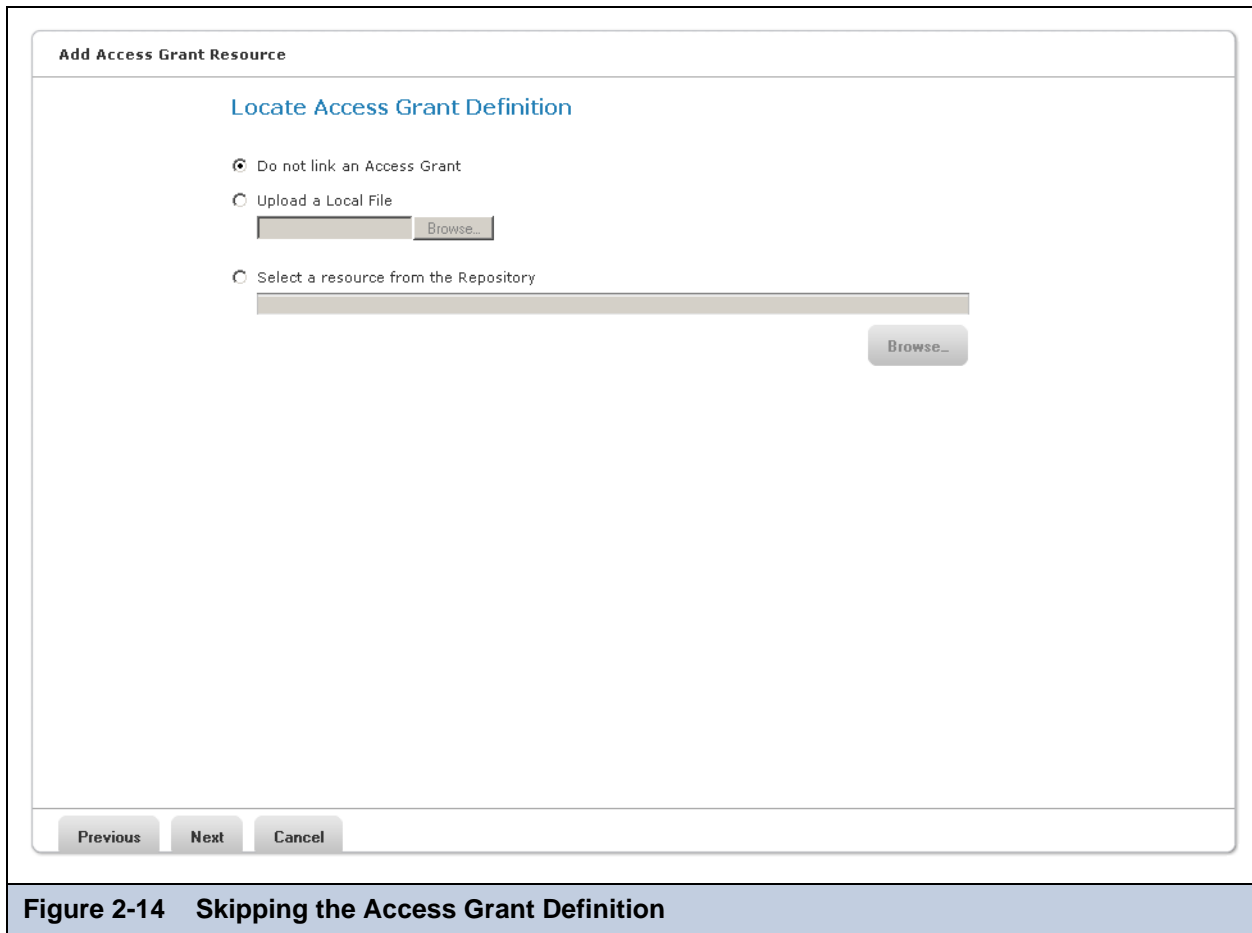 Add Access Grant Resource
Locate Access Grant Definition
Do not link an Access Grant
Upload a Local File
Browse...
Select a resource from the Repository
Browse...
Previous Next Cancel
Figure 2-14 Skipping the Access Grant Definition